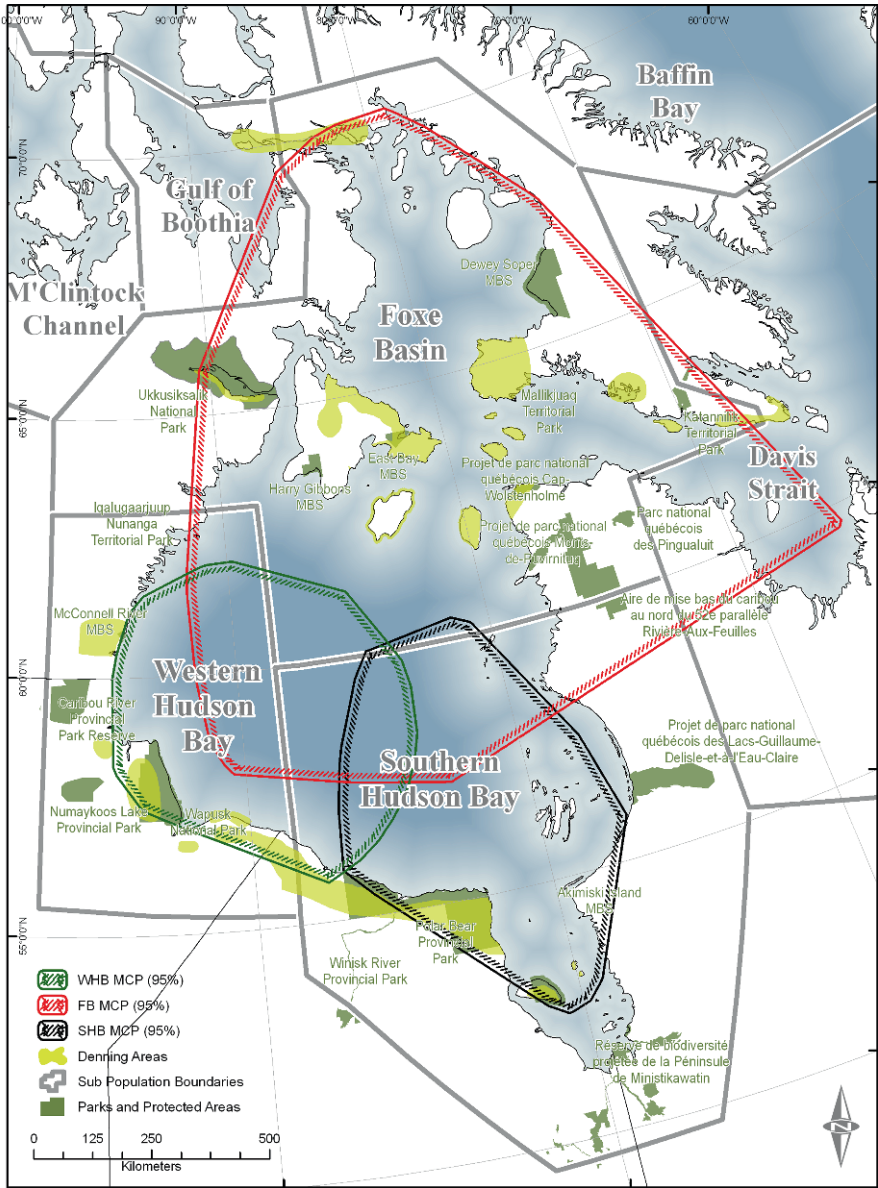 100°0'0"W
90°0'0"W
80°0'0"W
70°0'0"W
60°0'0"W
Baffin
Bay
70°0'0"N
Gulf of
Boothia
Dewey Soper
MBS
M'Clintock
Channel
Foxe
Basin
Ukkusiksalik
National
Park
65°0'0"N
Mallikjuaq
Territorial
Park
Katannilik
Territorial
Park
East Bay
MBS
Harry Gibbons
MBS
Projet de parc national
québécois Cap-
Wolstenholme
Davis
Strait
Iqalugaarjuup
Nunanga
Territorial Park
Projet de parc national
québécois Monts-
de-Puvirnituq
Parc national
québécois
des Pingualuit
Aire de mise bas du caribou
au nord du 52e parallèle
Rivière Aux-Feuilles
McConnell River
MBS
60°0'0"N
Western
Hudson
Bay
Caribou River
Provincial
Park Reserve
Projet de parc national
québécois des Lacs-Guillaume-
Delisle-et-à-l'Eau-Claire
Southern
Hudson Bay
Numaykoos Lake
Provincial Park
Wapusk
National Park
Akimiski Island
MBS
55°0'0"N
Polar Bear
Provincial
Park
Winisk River
Provincial Park
Réserve de biodiversité
projetée de la Péninsule
de Ministikawatin
WHB MCP (95%)
FB MCP (95%)
SHB MCP (95%)
Denning Areas
Sub Population Boundaries
Parks and Protected Areas
0 125 250 500
Kilometers
N